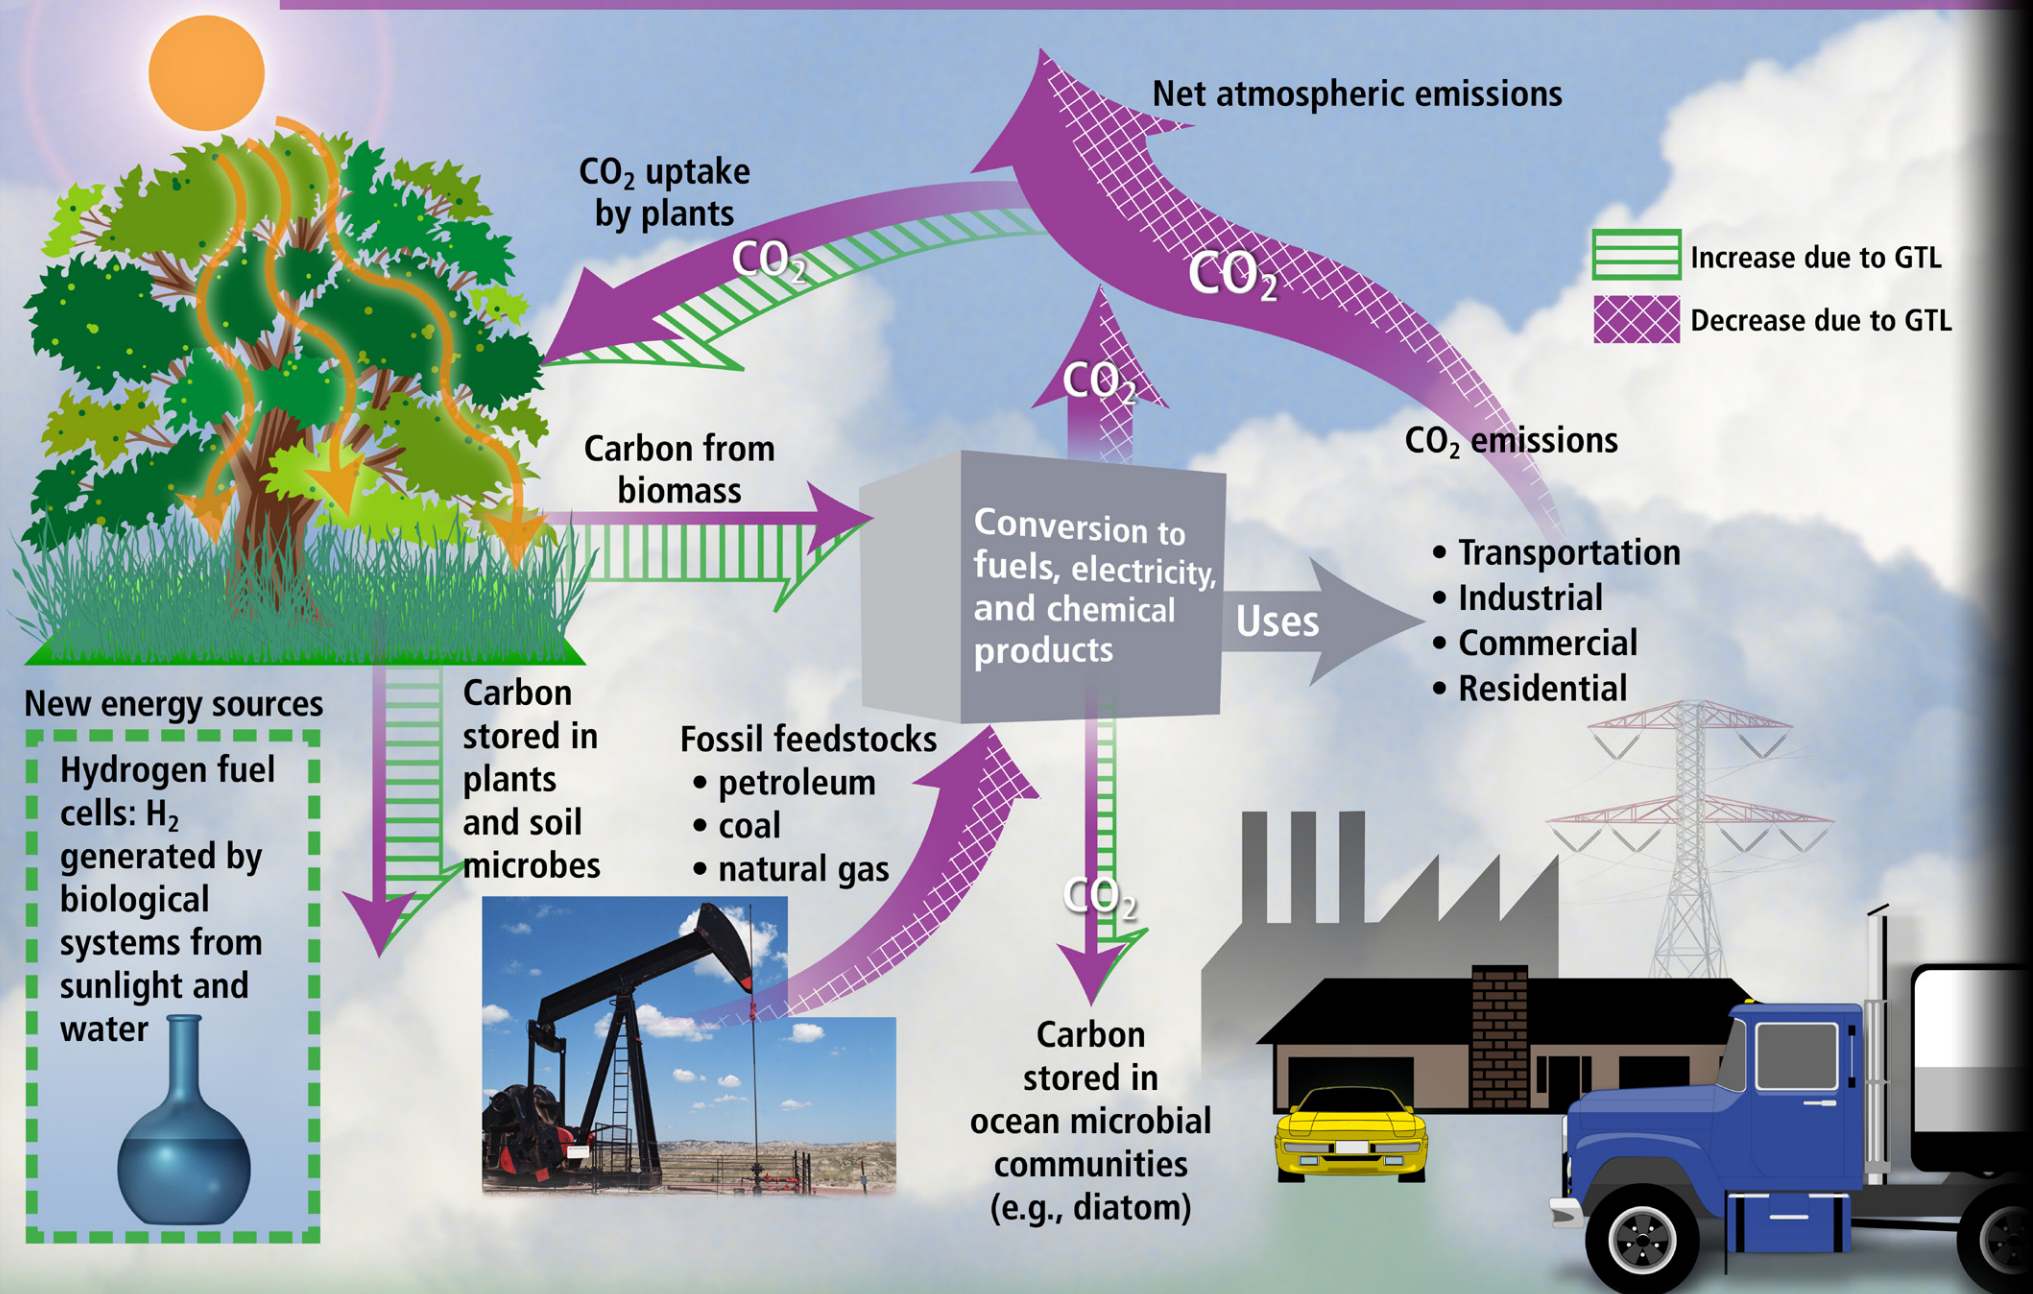 Net atmospheric emissions
CO₂ uptake
by plants
CO₂
CO₂
Increase due to GTL
Decrease due to GTL
CO₂
CO₂ emissions
Carbon from
biomass
Conversion to
fuels, electricity,
and chemical
products
Uses
• Transportation
• Industrial
• Commercial
• Residential
New energy sources
Hydrogen fuel
cells: H₂
generated by
biological
systems from
sunlight and
water
Carbon
stored in
plants
and soil
microbes
Fossil feedstocks
• petroleum
• coal
• natural gas
CO₂
Carbon
stored in
ocean microbial
communities
(e.g., diatom)